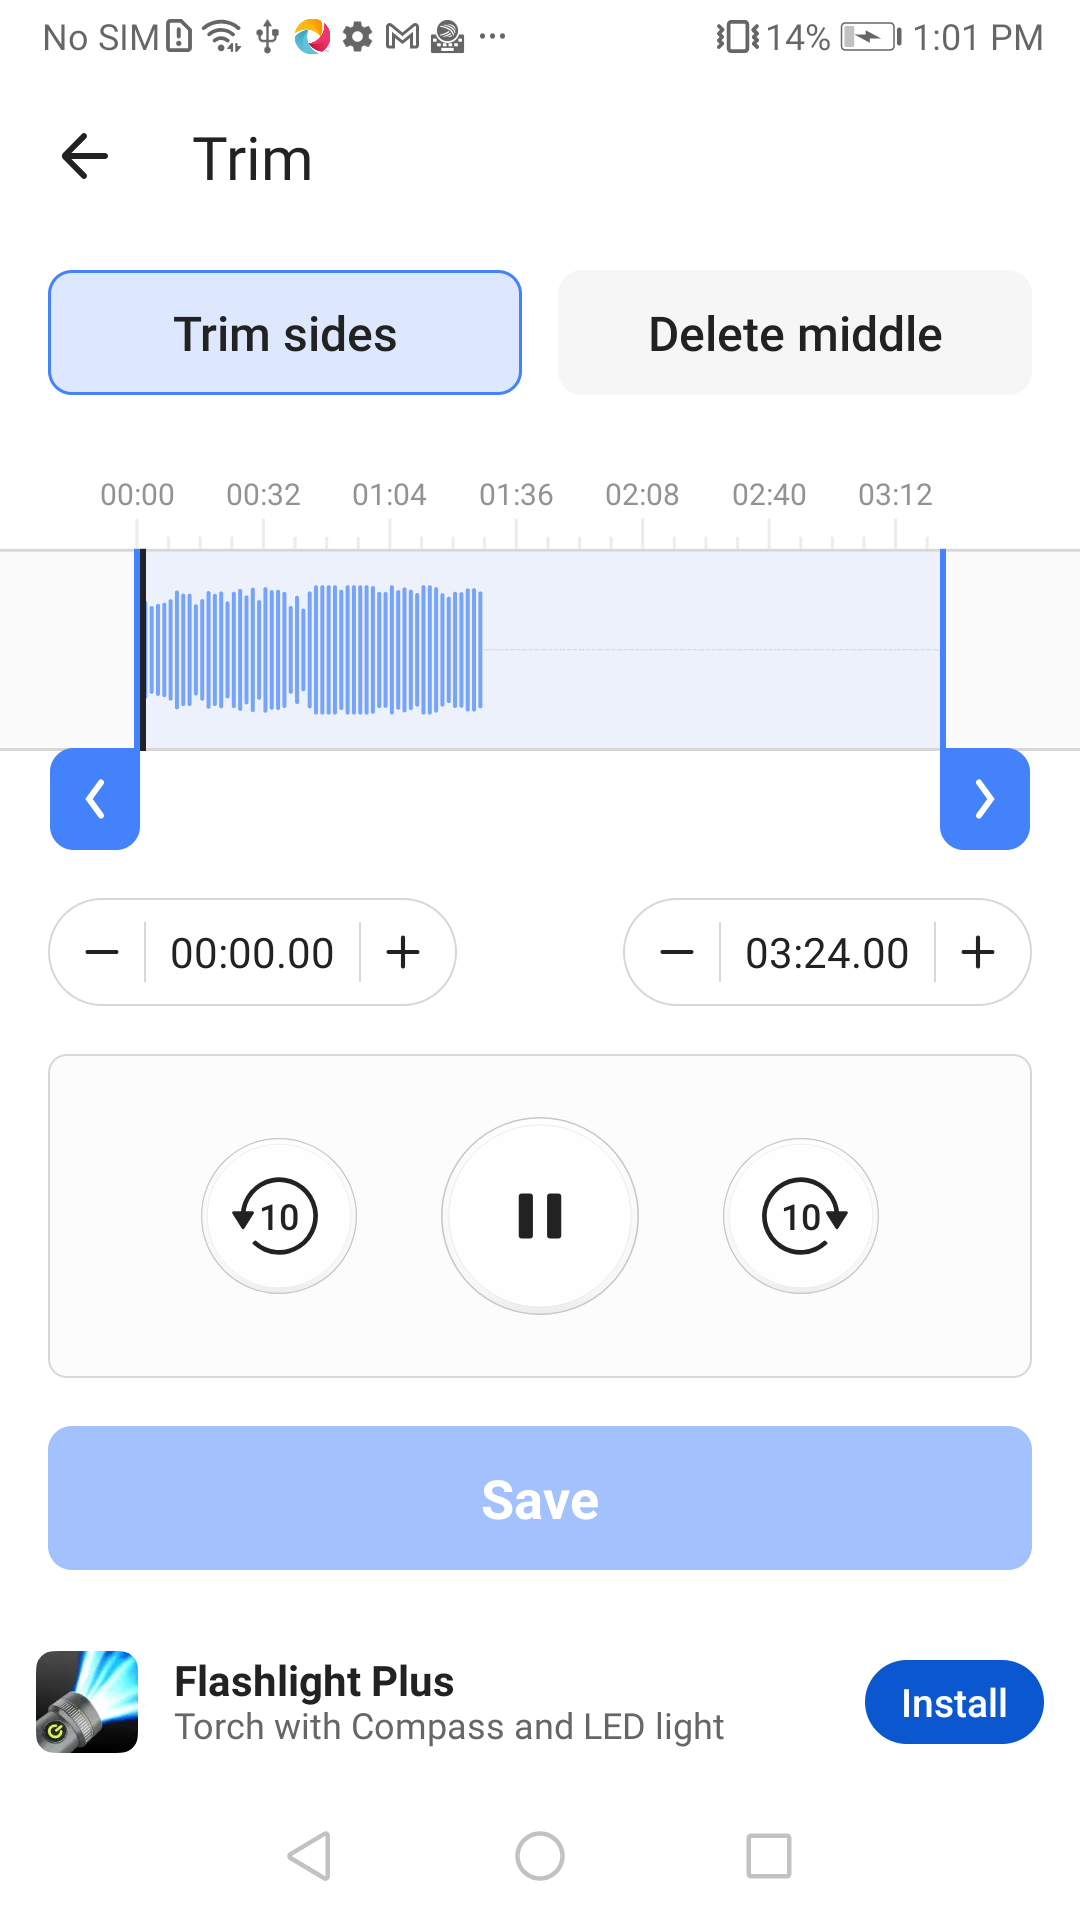 No SIM 14% 1:01 PM
Trim
Trim sides Delete middle
00:00 00:32 01:04 01:36 02:08 02:40 03:12
00:00.00 03:24.00
10 10
Save
Flashlight Plus
Torch with Compass and LED light
Install